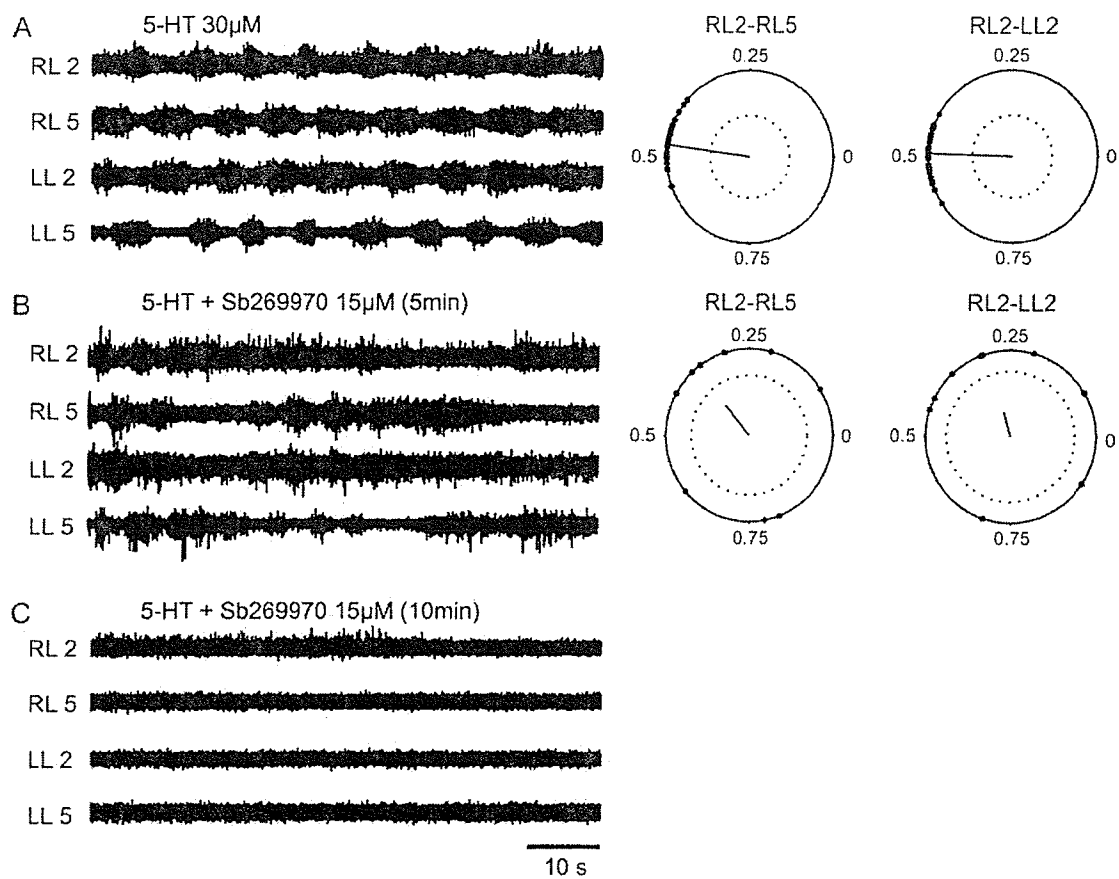 A
5-HT 30µM
RL 2
RL 5
LL 2
LL 5
RL2-RL5
0.25
0.5
0
0.75
RL2-LL2
0.25
0.5
0
0.75
B
5-HT + Sb269970 15µM (5min)
RL 2
RL 5
LL 2
LL 5
RL2-RL5
0.25
0.5
0
0.75
RL2-LL2
0.25
0.5
0
0.75
C
5-HT + Sb269970 15µM (10min)
RL 2
RL 5
LL 2
LL 5
10 s